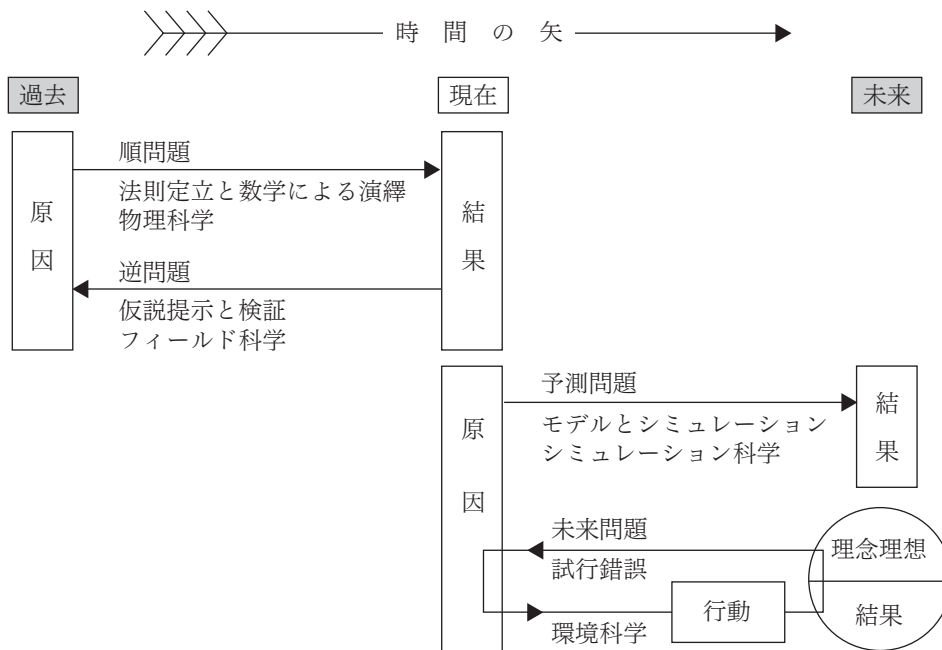 時間の矢
過去
現在
未来
原因
順問題
法則定立と数学による演繹
物理科学
逆問題
仮説提示と検証
フィールド科学
結果
原因
予測問題
モデルとシミュレーション
シミュレーション科学
結果
未来問題
試行錯誤
環境科学
行動
理念理想
結果